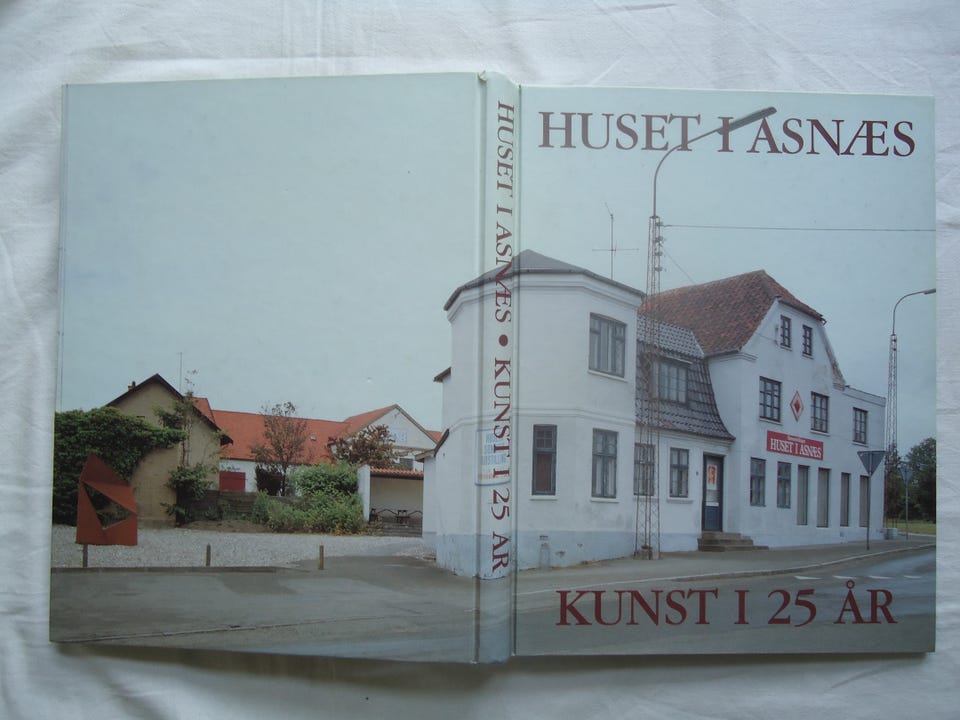 HUSET I ASNÆS
HUSET I ASNÆS • KUNST I 25 ÅR
HUSET I ASNÆS
KUNST I 25 ÅR